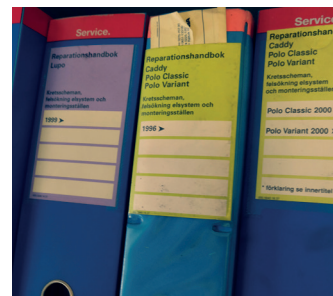 Service.
Reparationshandbok
Lupo
Kretsscheman,
felsökning elsystem och
monteringsställen
1999 ➤
Reparationshandbok
Caddy
Polo Classic
Polo Variant
Kretsscheman,
felsökning elsystem och
monteringsställen
1996 ➤
Service
Reparationshandbok
Caddy
Polo Classic
Polo Variant
Kretsscheman,
felsökning elsystem
och monteringsställen
Polo Classic 2000
Polo Variant 2000
* förklaring se innertitel